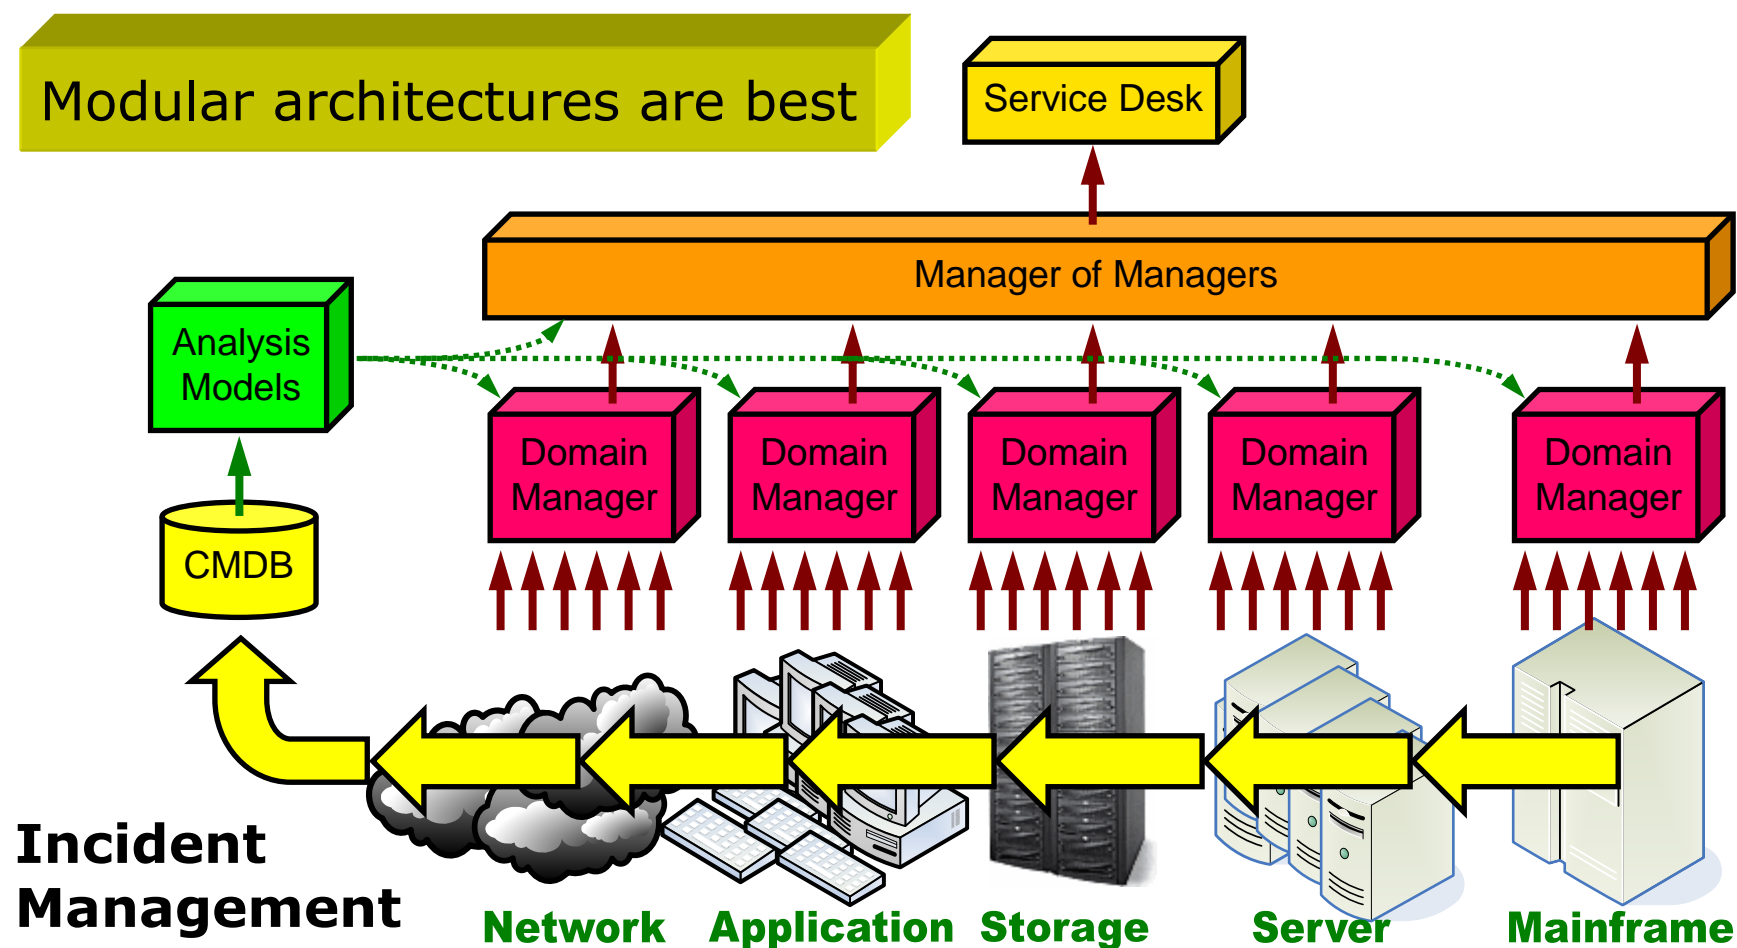 Modular architectures are best
Service Desk
Manager of Managers
Analysis
Models
Domain
Manager
Domain
Manager
Domain
Manager
Domain
Manager
Domain
Manager
CMDB
Incident
Management
Network
Application
Storage
Server
Mainframe